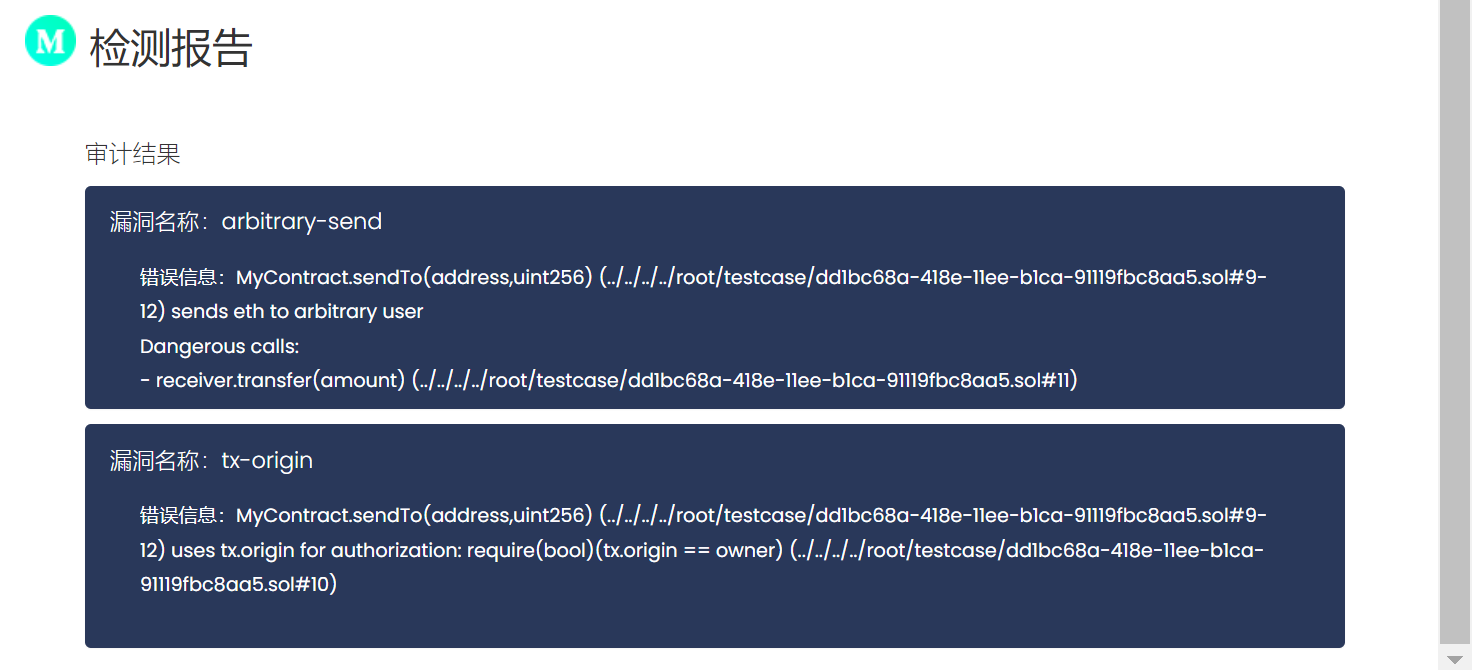 M 检测报告
审计结果
漏洞名称：arbitrary-send
错误信息：MyContract.sendTo(address,uint256) (../../../../root/testcase/dd1bc68a-418e-11ee-b1ca-91119fbc8aa5.sol#9-
12) sends eth to arbitrary user
Dangerous calls:
- receiver.transfer(amount) (../../../../root/testcase/dd1bc68a-418e-11ee-b1ca-91119fbc8aa5.sol#11)
漏洞名称：tx-origin
错误信息：MyContract.sendTo(address,uint256) (../../../../root/testcase/dd1bc68a-418e-11ee-b1ca-91119fbc8aa5.sol#9-
12) uses tx.origin for authorization: require(bool)(tx.origin == owner) (../../../../root/testcase/dd1bc68a-418e-11ee-b1ca-
91119fbc8aa5.sol#10)